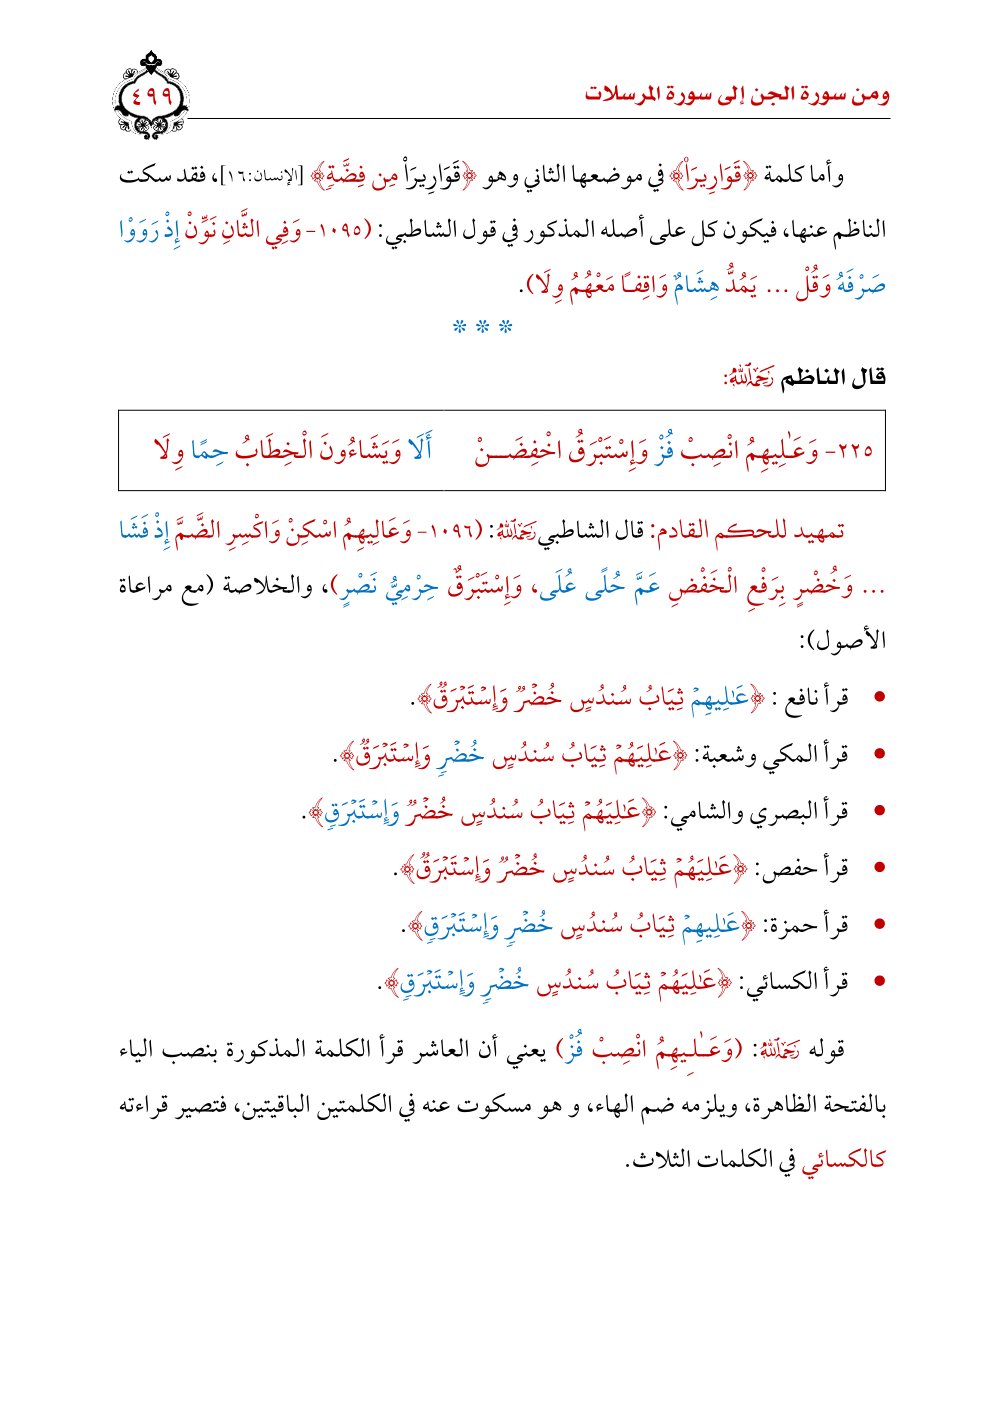 ومن سورة الجن إلى سورة المرسلات
٤٩٩
وأما كلمة ﴿قَوَارِيرَاْ﴾ في موضعها الثاني وهو ﴿قَوَارِيرَاْ مِن فِضَّةٖ﴾ [الإنسان:١٦]، فقد سكت
الناظم عنها، فيكون كل على أصله المذكور في قول الشاطبي: (١٠٩٥- وَفِي الثَّانِ نَوِّنْ إِذْ رَوَوْا
صَرْفَهُ وَقُلْ ... يَمُدُّ هِشَامٌ وَاقِفًا مَعْهُمُ وِلَا).
* * *
قال الناظم رَحِمَهُ ٱللَّهُ:
٢٢٥- وَعَـٰلِيهِمُ انْصِبْ فُزْ وَإِسْتَبْرَقُ اخْفِضَــنْ أَلَا وَيَشَاءُونَ الْخِطَابُ حِمًا وِلَا
تمهيد للحكم القادم: قال الشاطبي رَحِمَهُ ٱللَّهُ: (١٠٩٦- وَعَالِيهِمُ اسْكِنْ وَاكْسِرِ الضَّمَّ إِذْ فَشَا
... وَخُضْرٍ بِرَفْعِ الْخَفْضِ عَمَّ حُلًى عُلَى، وَإِسْتَبْرَقٌ حِرْمِيُّ نَصْرٍ)، والخلاصة (مع مراعاة
الأصول):
• قرأ نافع : ﴿عَٰلِيهِمۡ ثِيَابُ سُندُسٍ خُضۡرٞ وَإِسۡتَبۡرَقٞ﴾.
• قرأ المكي وشعبة: ﴿عَٰلِيَهُمۡ ثِيَابُ سُندُسٍ خُضۡرٖ وَإِسۡتَبۡرَقٞ﴾.
• قرأ البصري والشامي: ﴿عَٰلِيَهُمۡ ثِيَابُ سُندُسٍ خُضۡرٞ وَإِسۡتَبۡرَقٖ﴾.
• قرأ حفص: ﴿عَٰلِيَهُمۡ ثِيَابُ سُندُسٍ خُضۡرٞ وَإِسۡتَبۡرَقٞ﴾.
• قرأ حمزة: ﴿عَٰلِيهِمۡ ثِيَابُ سُندُسٍ خُضۡرٖ وَإِسۡتَبۡرَقٖ﴾.
• قرأ الكسائي: ﴿عَٰلِيَهُمۡ ثِيَابُ سُندُسٍ خُضۡرٖ وَإِسۡتَبۡرَقٖ﴾.
قوله رَحِمَهُ ٱللَّهُ: (وَعَـٰلِيهِمُ انْصِبْ فُزْ) يعني أن العاشر قرأ الكلمة المذكورة بنصب الياء
بالفتحة الظاهرة، ويلزمه ضم الهاء، و هو مسكوت عنه في الكلمتين الباقيتين، فتصير قراءته
كالكسائي في الكلمات الثلاث.